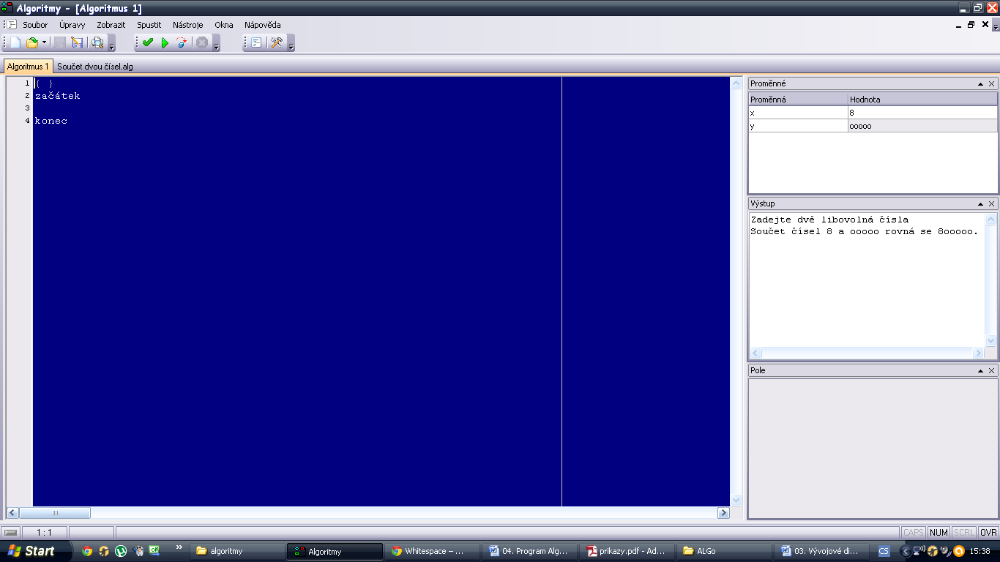 Algoritmy - [Algoritmus 1]
Soubor Úpravy Zobrazit Spustit Nástroje Okna Nápověda
Algoritmus 1 Součet dvou čísel.alg
1 { }
2 začátek
3
4 konec
Proměnné
Proměnná Hodnota
x 8
y ooooo
Výstup
Zadejte dvě libovolná čísla
Součet čísel 8 a ooooo rovná se 8ooooo.
Pole
1 : 1 CAPS NUM SCRL OVR
Start » algoritmy Algoritmy Whitespace – ... 04. Program Alg... prikazy.pdf - Ad... ALGo 03. Vývojové di... CS 15:38